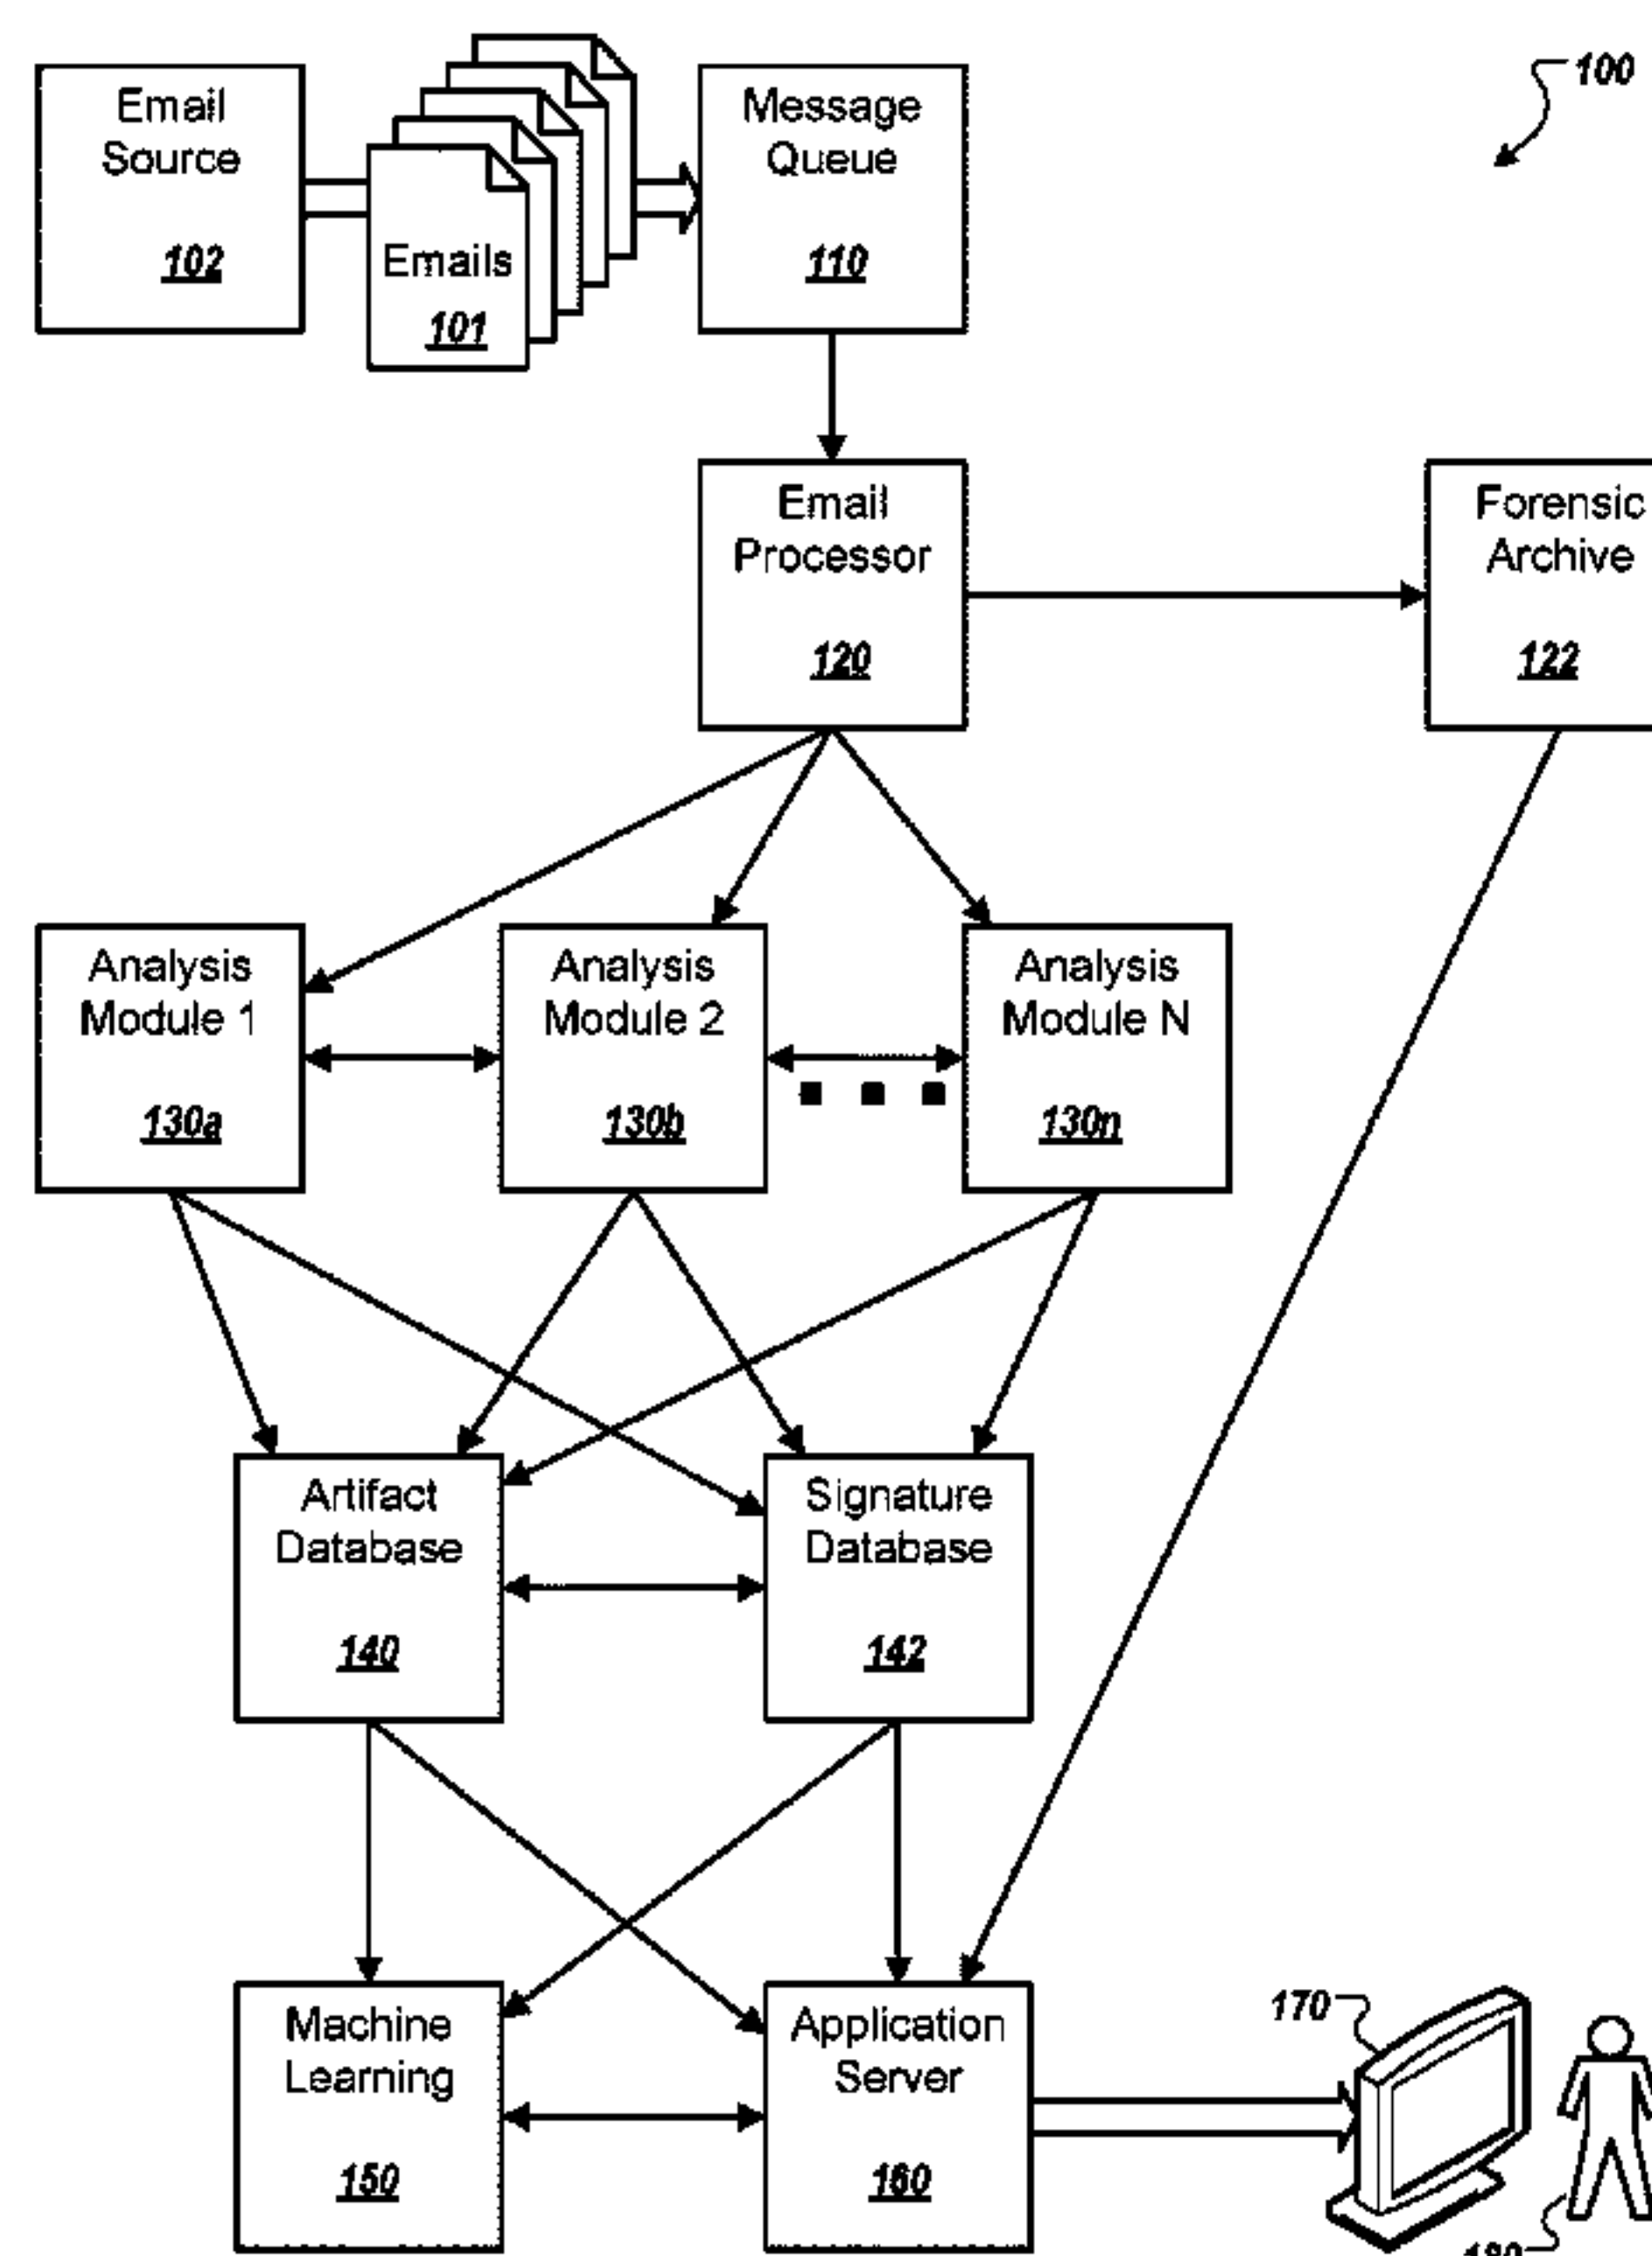 Email
Source
102
Emails
101
Message
Queue
110
100
Email
Processor
120
Forensic
Archive
122
Analysis
Module 1
130a
Analysis
Module 2
130b
Analysis
Module N
130n
Artifact
Database
140
Signature
Database
142
Machine
Learning
150
Application
Server
160
170
180